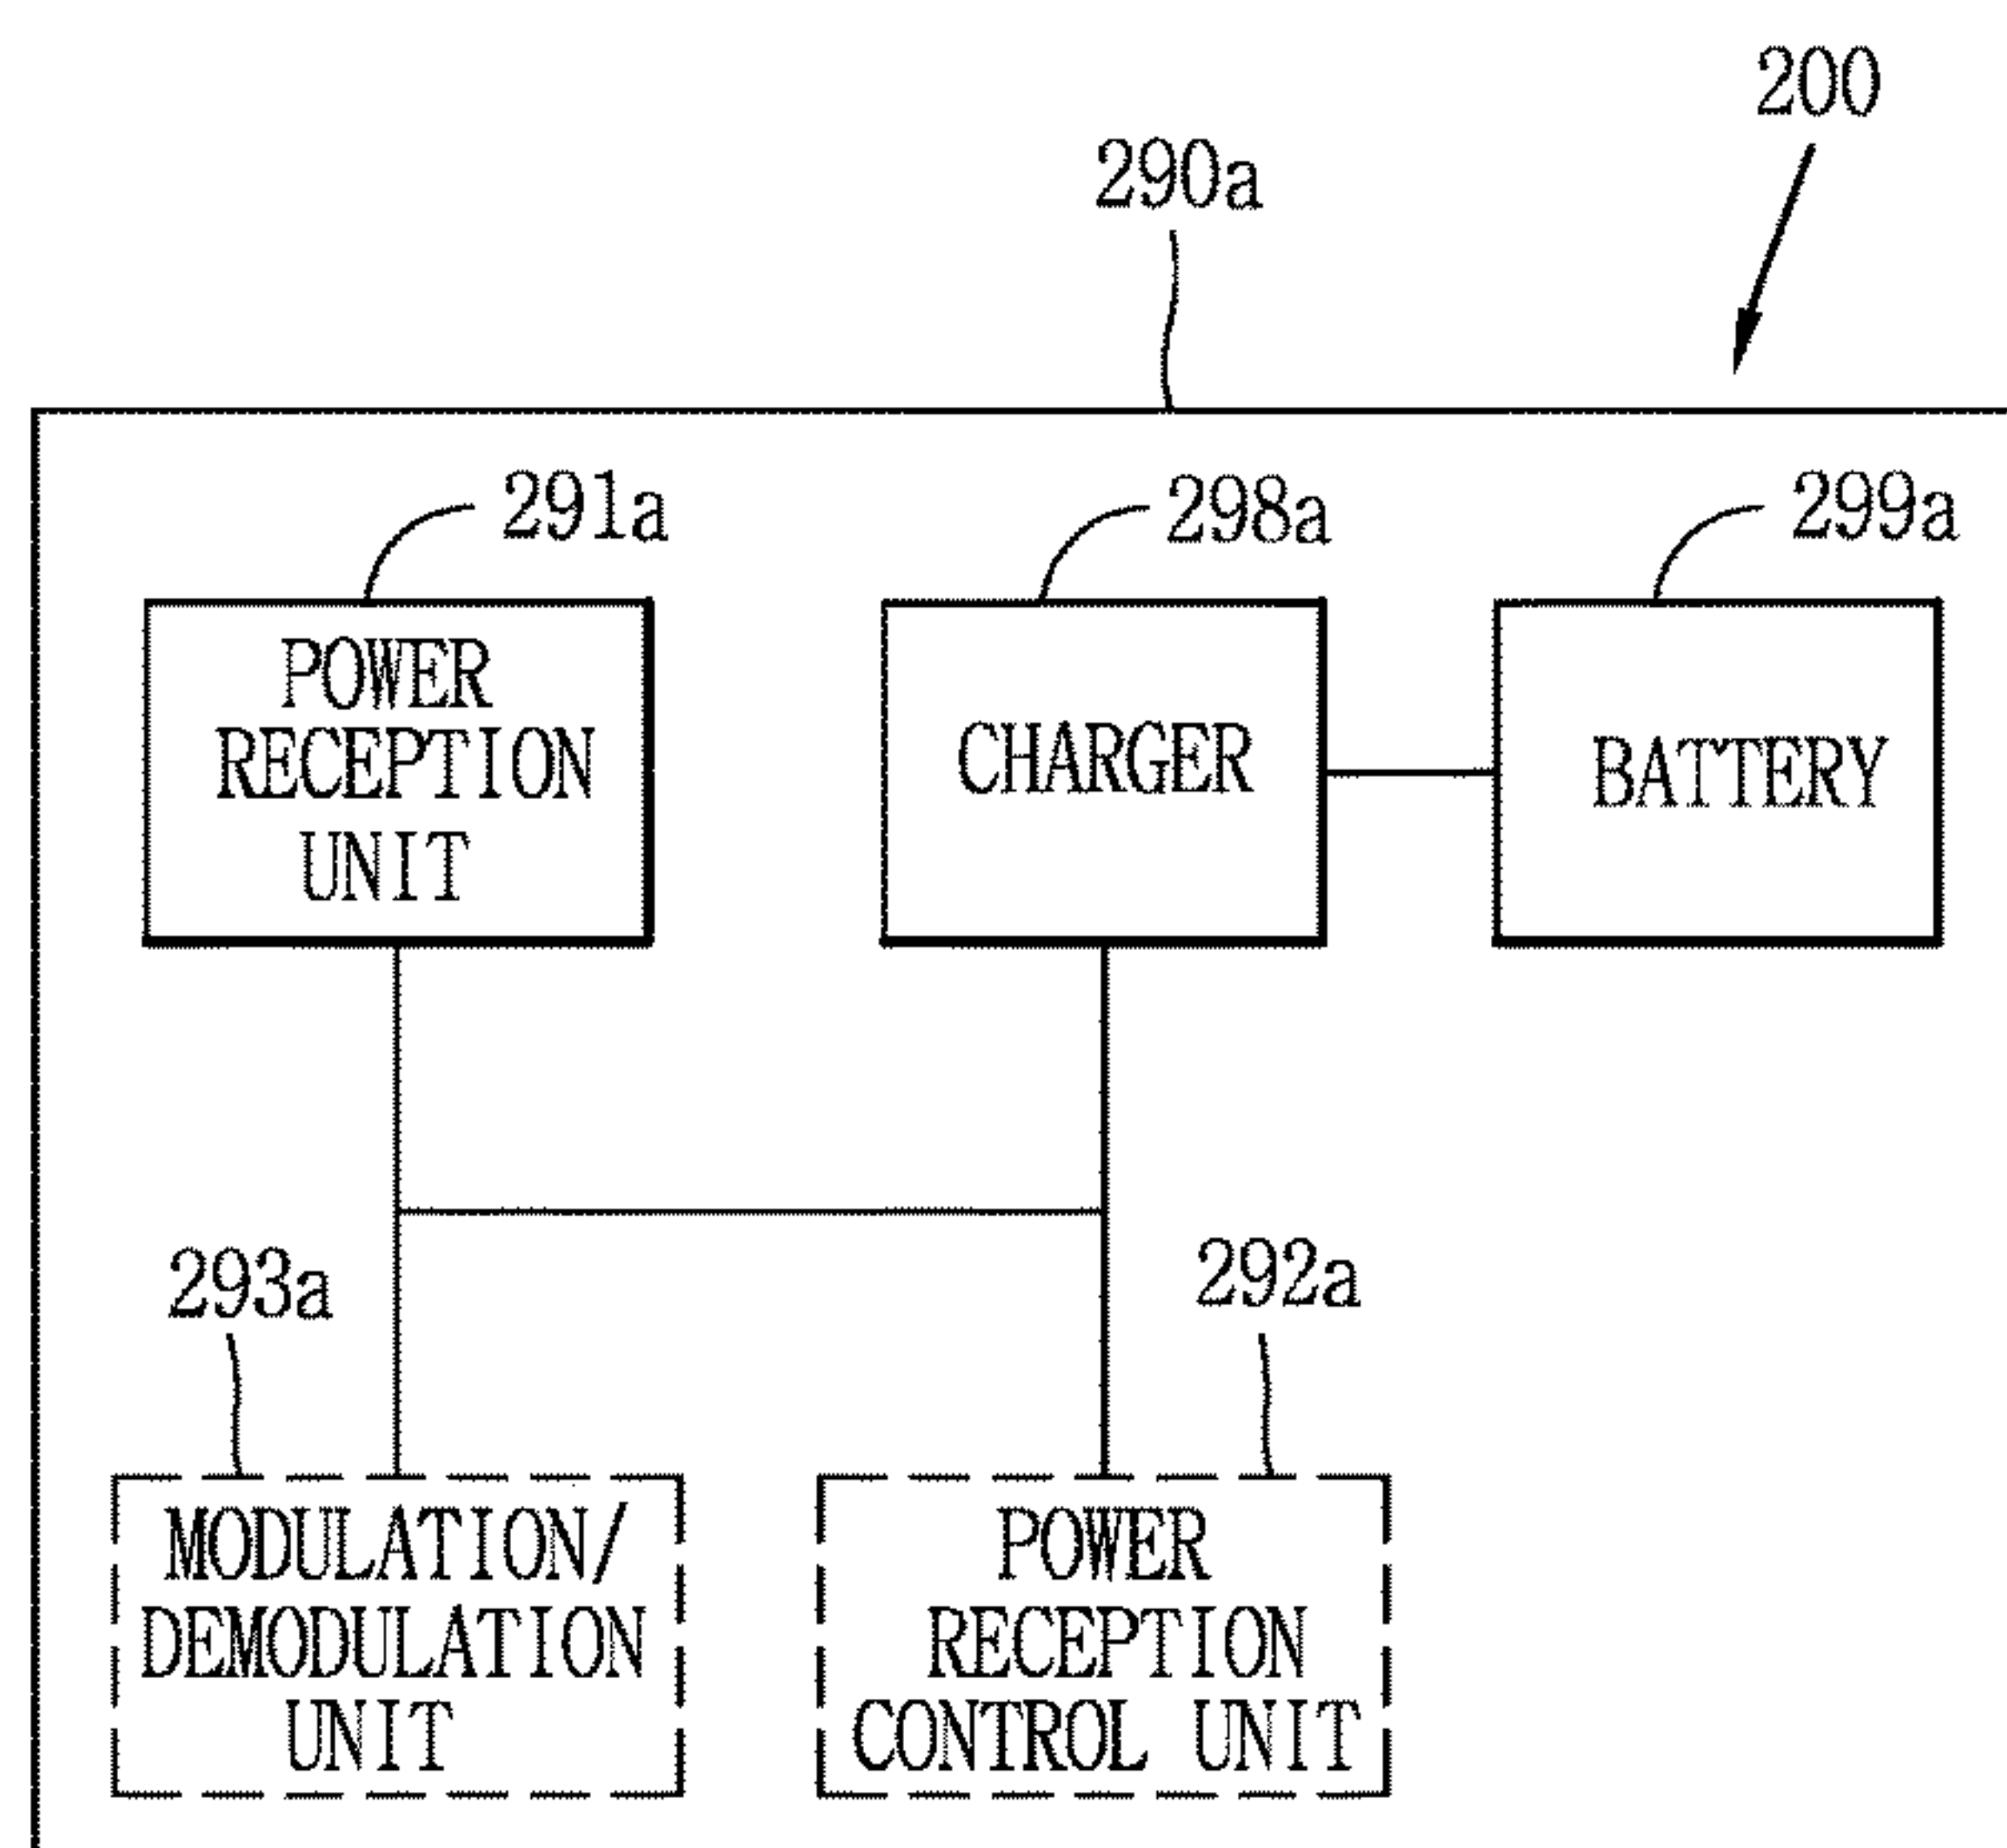 200
290a
291a
298a
299a
POWER
RECEPTION
UNIT
CHARGER
BATTERY
293a
292a
MODULATION/
DEMODULATION
UNIT
POWER
RECEPTION
CONTROL UNIT